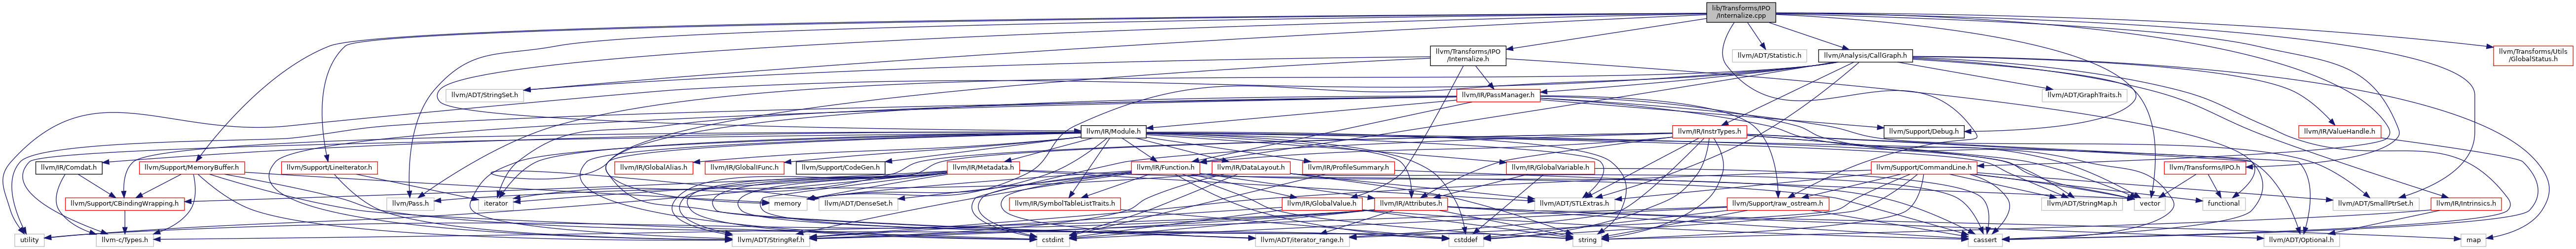 lib/Transforms/IPO
/Internalize.cpp
llvm/Transforms/IPO
/Internalize.h
llvm/ADT/Statistic.h
llvm/Analysis/CallGraph.h
llvm/Transforms/Utils
/GlobalStatus.h
llvm/ADT/StringSet.h
llvm/IR/PassManager.h
llvm/ADT/GraphTraits.h
llvm/IR/Module.h
llvm/IR/InstrTypes.h
llvm/Support/Debug.h
llvm/IR/ValueHandle.h
llvm/IR/Comdat.h
llvm/Support/MemoryBuffer.h
llvm/Support/LineIterator.h
llvm/IR/GlobalAlias.h
llvm/IR/GlobalIFunc.h
llvm/Support/CodeGen.h
llvm/IR/Metadata.h
llvm/IR/Function.h
llvm/IR/DataLayout.h
llvm/IR/ProfileSummary.h
llvm/IR/GlobalVariable.h
llvm/Support/CommandLine.h
llvm/Transforms/IPO.h
llvm/Support/CBindingWrapping.h
llvm/Pass.h
iterator
memory
llvm/ADT/DenseSet.h
llvm/IR/SymbolTableListTraits.h
llvm/ADT/STLExtras.h
llvm/IR/GlobalValue.h
llvm/IR/Attributes.h
llvm/Support/raw_ostream.h
llvm/ADT/StringMap.h
vector
functional
llvm/ADT/SmallPtrSet.h
llvm/IR/Intrinsics.h
utility
llvm-c/Types.h
llvm/ADT/StringRef.h
cstdint
llvm/ADT/iterator_range.h
cstddef
string
cassert
llvm/ADT/Optional.h
map